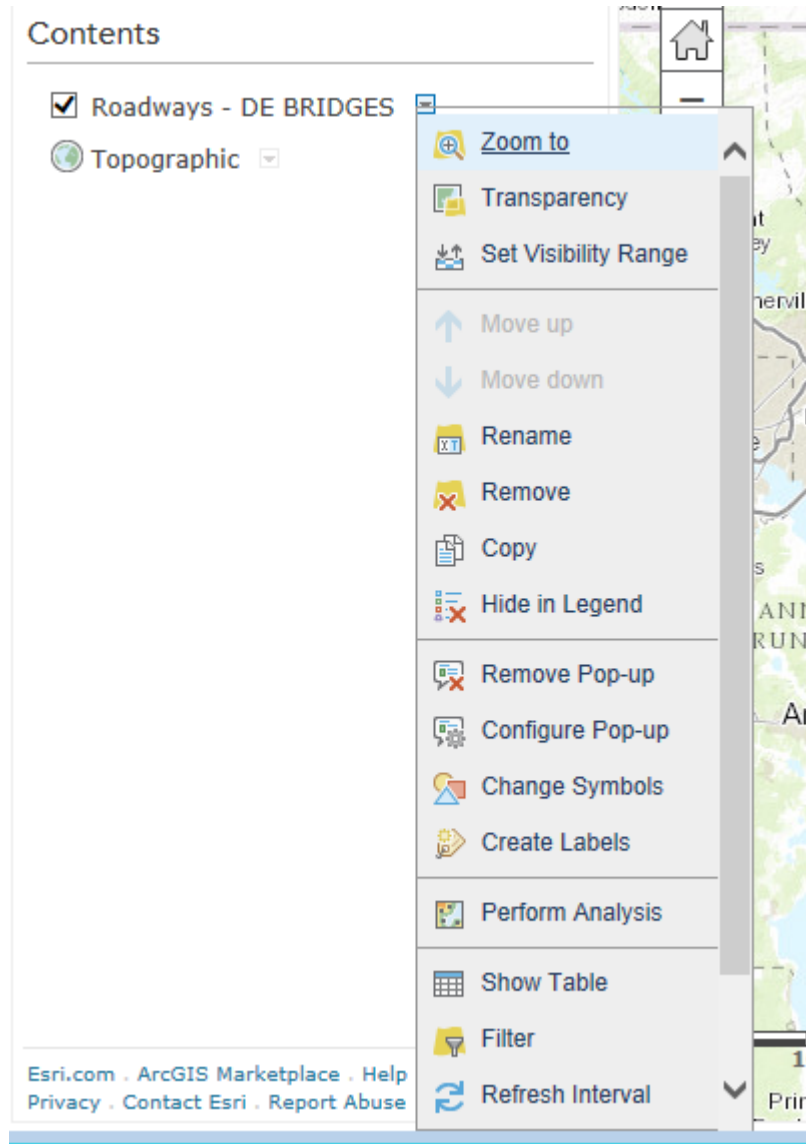 Contents
Roadways - DE BRIDGES
Topographic
Zoom to
Transparency
Set Visibility Range
Move up
Move down
Rename
Remove
Copy
Hide in Legend
Remove Pop-up
Configure Pop-up
Change Symbols
Create Labels
Perform Analysis
Show Table
Filter
Refresh Interval
Esri.com . ArcGIS Marketplace . Help
Privacy . Contact Esri . Report Abuse